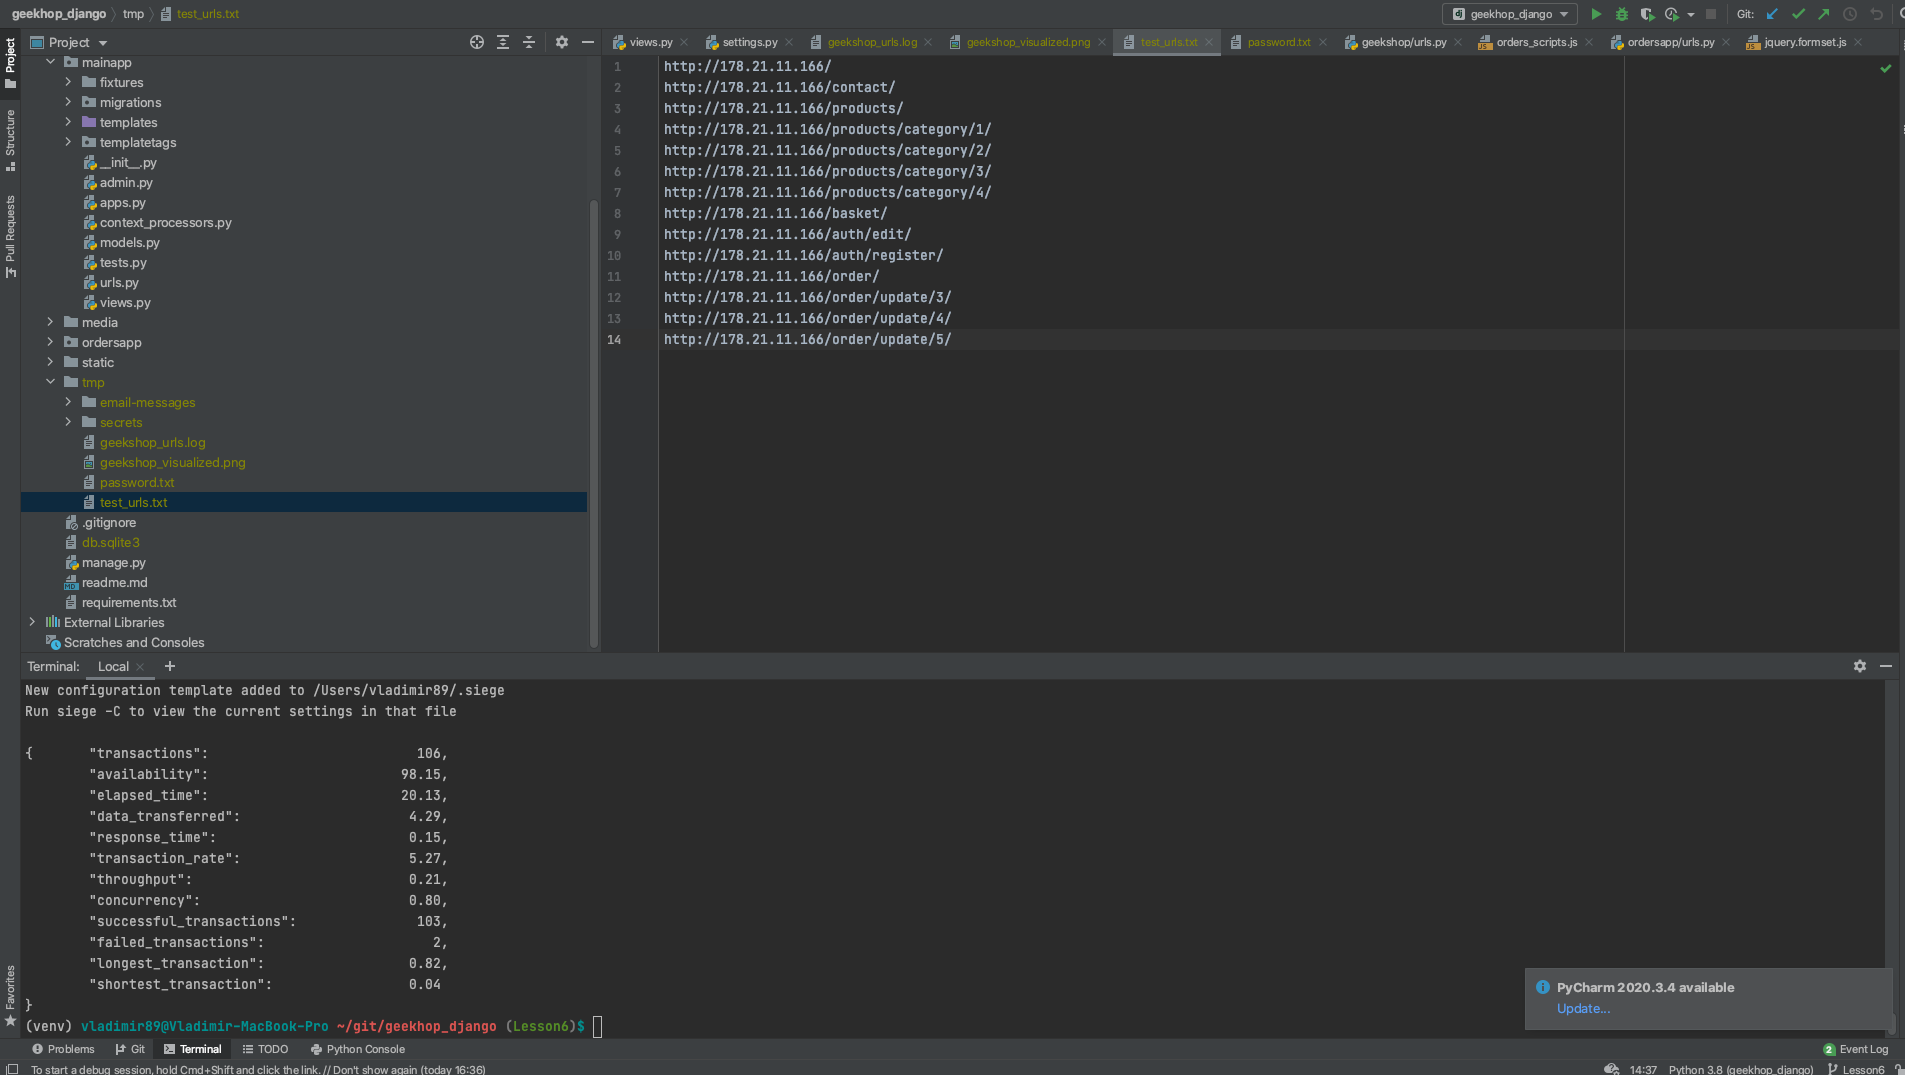 geekhop_django tmp test_urls.txt
geekhop_django Git:
Project
Project
Structure
Pull Requests
Favorites
mainapp
fixtures
migrations
templates
templatetags
__init__.py
admin.py
apps.py
context_processors.py
models.py
tests.py
urls.py
views.py
media
ordersapp
static
tmp
email-messages
secrets
geekshop_urls.log
geekshop_visualized.png
password.txt
test_urls.txt
.gitignore
db.sqlite3
manage.py
readme.md
requirements.txt
External Libraries
Scratches and Consoles
views.py settings.py geekshop_urls.log geekshop_visualized.png test_urls.txt password.txt geekshop/urls.py orders_scripts.js ordersapp/urls.py jquery.formset.js
1 http://178.21.11.166/
2 http://178.21.11.166/contact/
3 http://178.21.11.166/products/
4 http://178.21.11.166/products/category/1/
5 http://178.21.11.166/products/category/2/
6 http://178.21.11.166/products/category/3/
7 http://178.21.11.166/products/category/4/
8 http://178.21.11.166/basket/
9 http://178.21.11.166/auth/edit/
10 http://178.21.11.166/auth/register/
11 http://178.21.11.166/order/
12 http://178.21.11.166/order/update/3/
13 http://178.21.11.166/order/update/4/
14 http://178.21.11.166/order/update/5/
Terminal: Local
New configuration template added to /Users/vladimir89/.siege
Run siege -C to view the current settings in that file
{ "transactions": 106,
"availability": 98.15,
"elapsed_time": 20.13,
"data_transferred": 4.29,
"response_time": 0.15,
"transaction_rate": 5.27,
"throughput": 0.21,
"concurrency": 0.80,
"successful_transactions": 103,
"failed_transactions": 2,
"longest_transaction": 0.82,
"shortest_transaction": 0.04
}
(venv) vladimir89@Vladimir-MacBook-Pro ~/git/geekhop_django (Lesson6)$
PyCharm 2020.3.4 available
Update...
Problems Git Terminal TODO Python Console 2 Event Log
To start a debug session, hold Cmd+Shift and click the link. // Don't show again (today 16:36) 14:37 Python 3.8 (geekhop_django) Lesson6